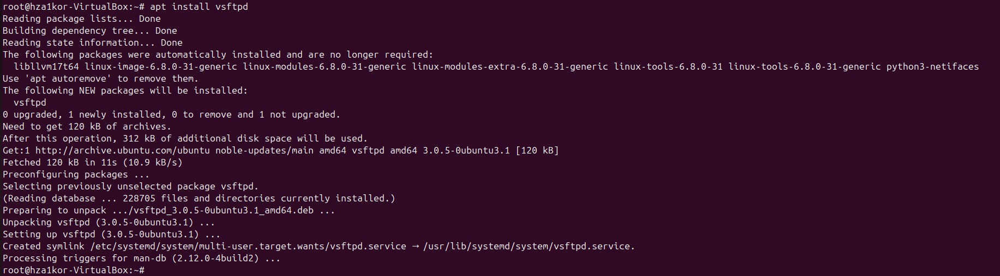 root@hza1kor-VirtualBox:~# apt install vsftpd
Reading package lists... Done
Building dependency tree... Done
Reading state information... Done
The following packages were automatically installed and are no longer required:
  libllvm17t64 linux-image-6.8.0-31-generic linux-modules-6.8.0-31-generic linux-modules-extra-6.8.0-31-generic linux-tools-6.8.0-31 linux-tools-6.8.0-31-generic python3-netifaces
Use 'apt autoremove' to remove them.
The following NEW packages will be installed:
  vsftpd
0 upgraded, 1 newly installed, 0 to remove and 1 not upgraded.
Need to get 120 kB of archives.
After this operation, 312 kB of additional disk space will be used.
Get:1 http://archive.ubuntu.com/ubuntu noble-updates/main amd64 vsftpd amd64 3.0.5-0ubuntu3.1 [120 kB]
Fetched 120 kB in 11s (10.9 kB/s)
Preconfiguring packages ...
Selecting previously unselected package vsftpd.
(Reading database ... 228705 files and directories currently installed.)
Preparing to unpack .../vsftpd_3.0.5-0ubuntu3.1_amd64.deb ...
Unpacking vsftpd (3.0.5-0ubuntu3.1) ...
Setting up vsftpd (3.0.5-0ubuntu3.1) ...
Created symlink /etc/systemd/system/multi-user.target.wants/vsftpd.service → /usr/lib/systemd/system/vsftpd.service.
Processing triggers for man-db (2.12.0-4build2) ...
root@hza1kor-VirtualBox:~#